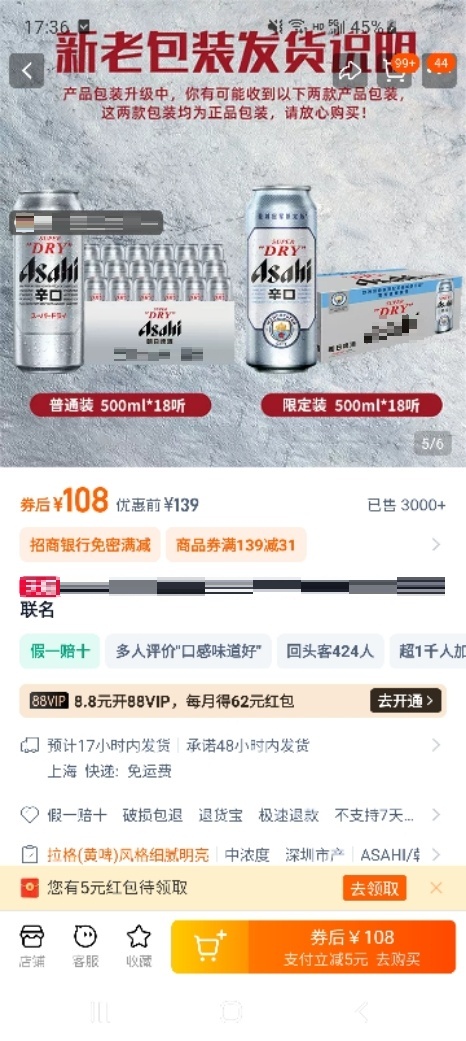 17:36
HD 5G 45%
新老包装发货说明
99+
44
产品包装升级中，你有可能收到以下两款产品包装，
这两款包装均为正品包装，请放心购买！
SUPER
"DRY"
Asahi
辛口
スーパードライ
SUPER
"DRY"
Asahi
朝日啤酒
SUPER
"DRY"
Asahi
辛口
SUPER
"DRY"
普通装 500ml*18听
限定装 500ml*18听
5/6
券后¥108 优惠前¥139
已售 3000+
招商银行免密满减
商品券满139减31
联名
假一赔十
多人评价"口感味道好"
回头客424人
超1千人加
88VIP 8.8元开88VIP，每月得62元红包
去开通
预计17小时内发货 承诺48小时内发货
上海 快递: 免运费
假一赔十 破损包退 退货宝 极速退款 不支持7天...
拉格(黄啤)风格细腻明亮 中浓度 深圳市产 ASAHI/
您有5元红包待领取
去领取
店铺
客服
收藏
券后¥108
支付立减5元 去购买